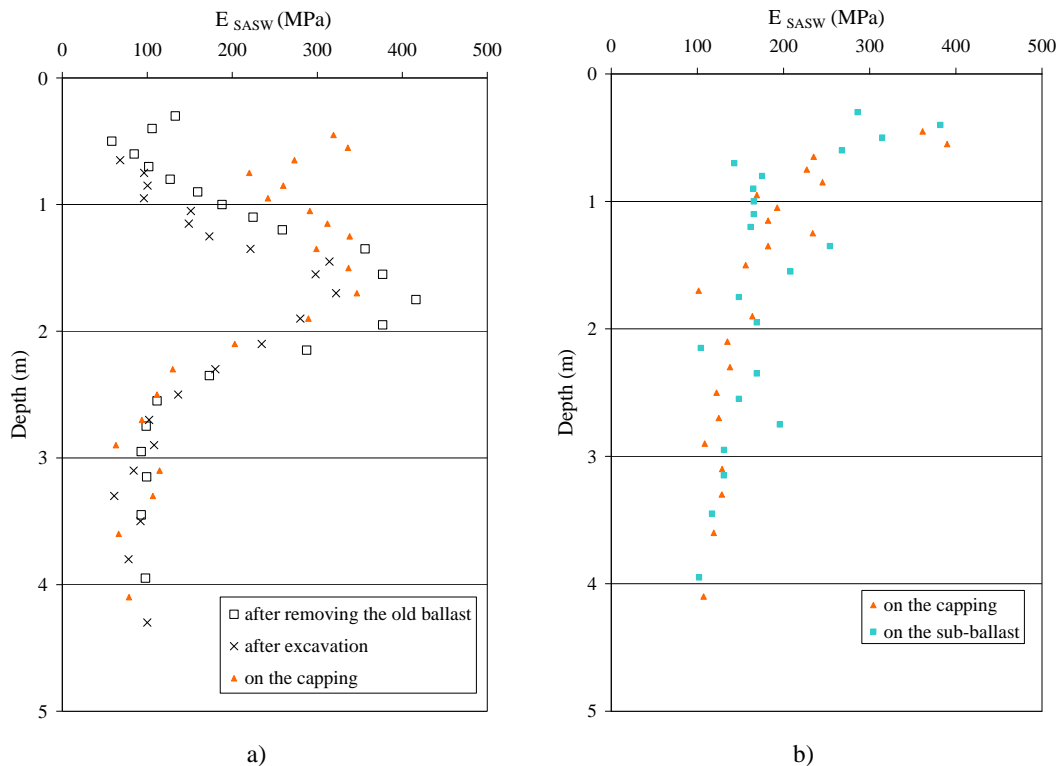 E SASW (MPa)
0 100 200 300 400 500
0
1
2
3
4
5
Depth (m)
after removing the old ballast
after excavation
on the capping
a)
E SASW (MPa)
0 100 200 300 400 500
0
1
2
3
4
5
Depth (m)
on the capping
on the sub-ballast
b)